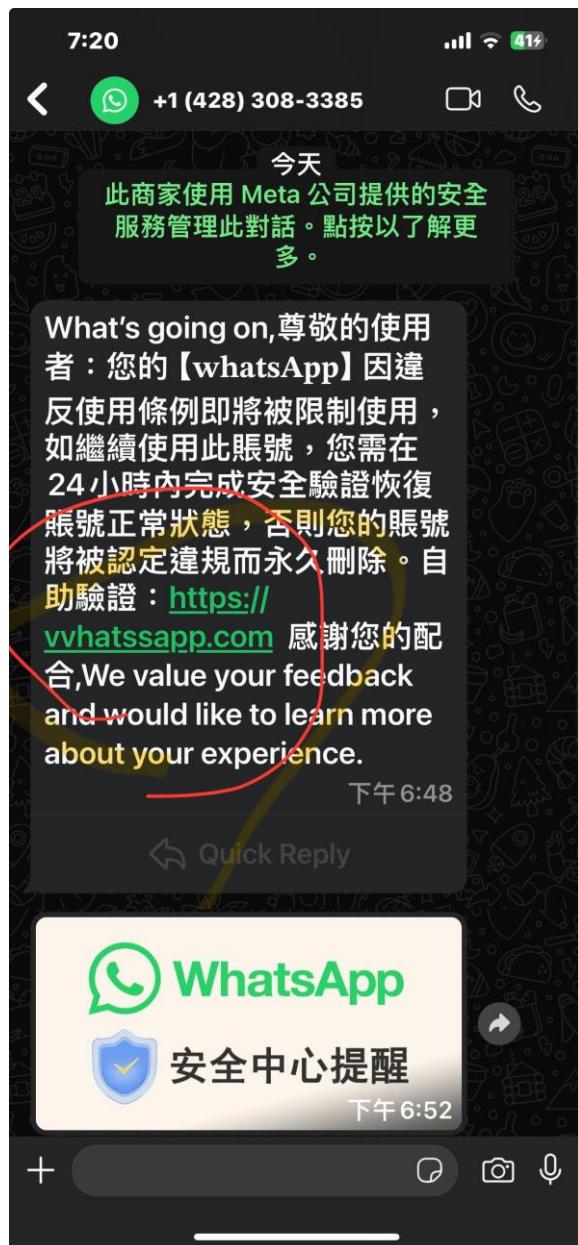 7:20
41
+1 (428) 308-3385
今天
此商家使用 Meta 公司提供的安全
服務管理此對話。點按以了解更
多。
What's going on,尊敬的使用
者：您的【whatsApp】因違
反使用條例即將被限制使用，
如繼續使用此賬號，您需在
24小時內完成安全驗證恢復
賬號正常狀態，否則您的賬號
將被認定違規而永久刪除。自
助驗證：https://
vvhatssapp.com 感謝您的配
合,We value your feedback
and would like to learn more
about your experience.
下午6:48
Quick Reply
WhatsApp
安全中心提醒
下午6:52